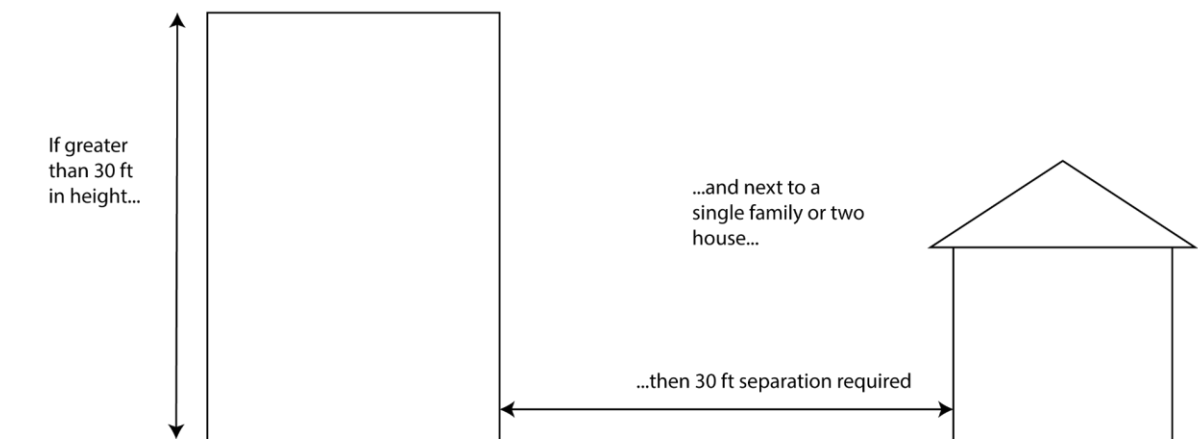 If greater
than 30 ft
in height...
...and next to a
single family or two
house...
...then 30 ft separation required